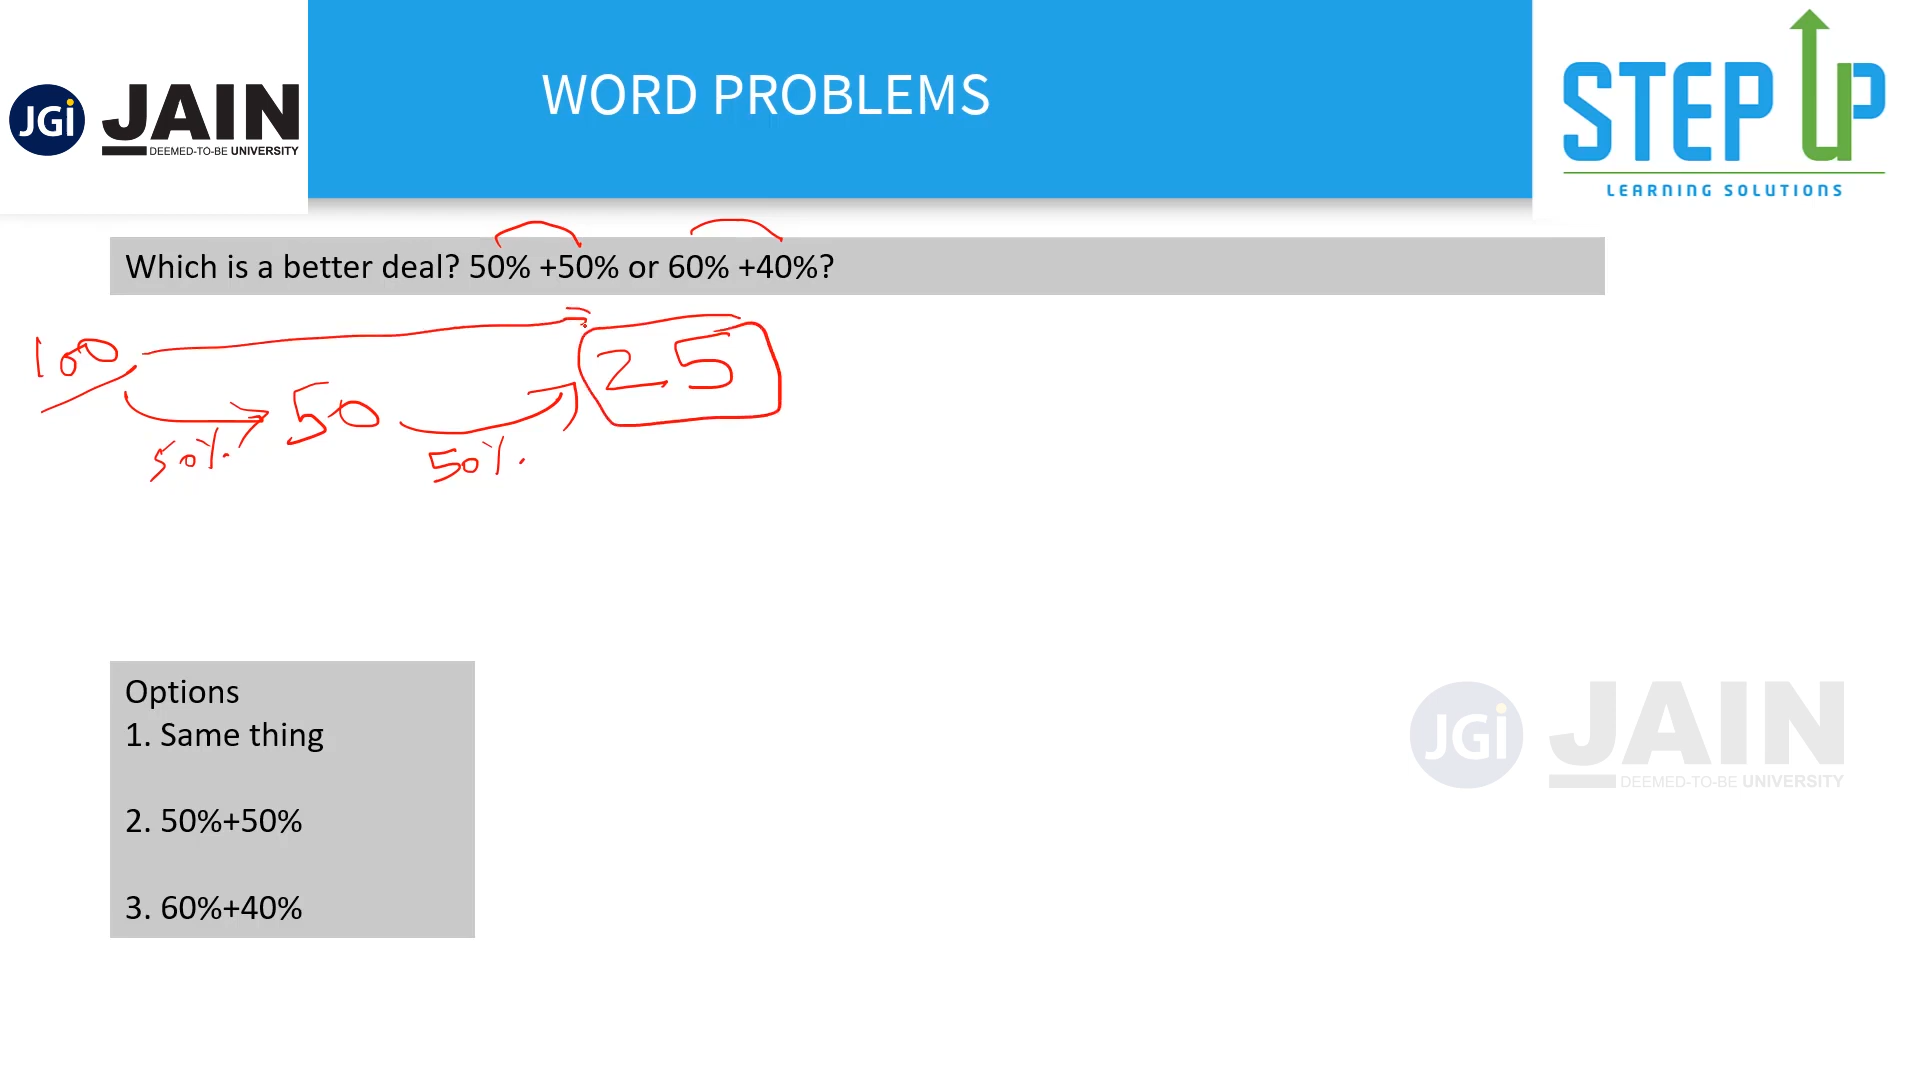 JGi JAIN
DEEMED-TO-BE UNIVERSITY
WORD PROBLEMS
STEP UP
LEARNING SOLUTIONS
Which is a better deal? 50% +50% or 60% +40%?
100
50
25
50%
50%
Options
1. Same thing
2. 50%+50%
3. 60%+40%
JGi JAIN
DEEMED-TO-BE UNIVERSITY